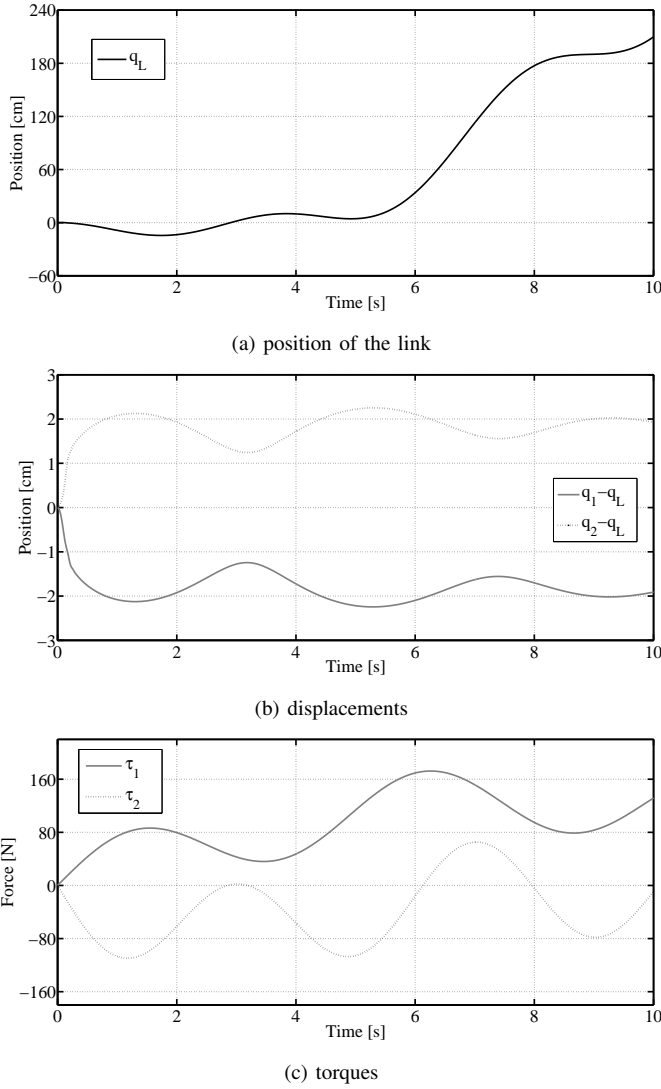 240
180
120
60
0
−60
Position [cm]
q_L
0 2 4 6 8 10
Time [s]
(a) position of the link
3
2
1
0
−1
−2
−3
Position [cm]
q_1−q_L
q_2−q_L
0 2 4 6 8 10
Time [s]
(b) displacements
160
80
0
−80
−160
Force [N]
τ_1
τ_2
0 2 4 6 8 10
Time [s]
(c) torques